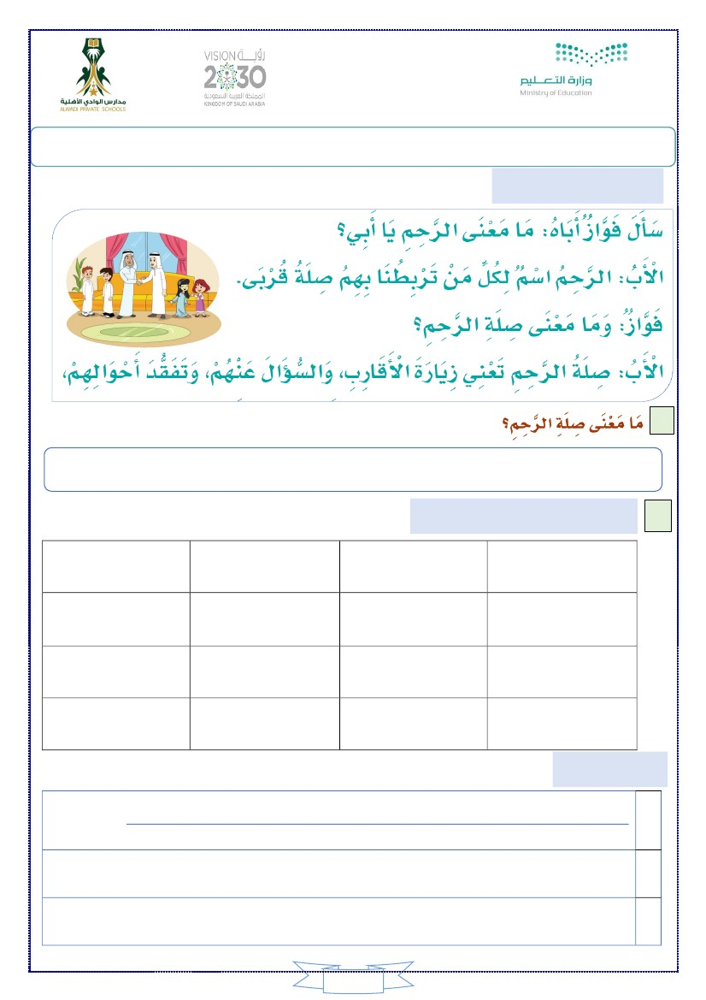 وزارة التعليم
Ministry of Education
VISION رؤية
2030
المملكة العربية السعودية
KINGDOM OF SAUDI ARABIA
مدارس الوادي الأهلية
ALWADI PRIVATE SCHOOLS
سَأَلَ فَوَّازٌ أَبَاهُ: مَا مَعْنَى الرَّحِمِ يَا أَبِي؟
الْأَبُ: الرَّحِمُ اسْمٌ لِكُلِّ مَنْ تَرْبِطُنَا بِهِمُ صِلَةُ قُرْبَى.
فَوَّازٌ: وَمَا مَعْنَى صِلَةِ الرَّحِمِ؟
الْأَبُ: صِلَةُ الرَّحِمِ تَعْنِي زِيَارَةَ الْأَقَارِبِ، وَالسُّؤَالَ عَنْهُمْ، وَتَفَقُّدَ أَحْوَالِهِمْ،
مَا مَعْنَى صِلَةِ الرَّحِمِ؟